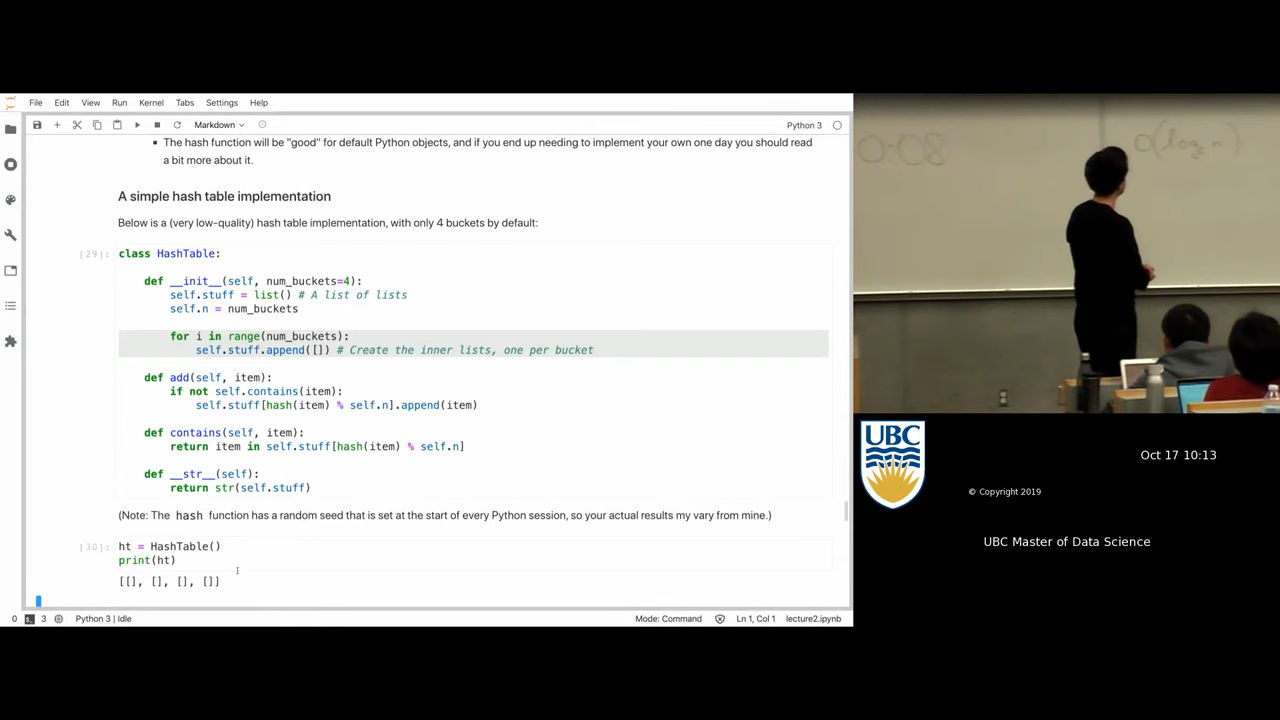 File Edit View Run Kernel Tabs Settings Help
Markdown
Python 3
▪ The hash function will be "good" for default Python objects, and if you end up needing to implement your own one day you should read
a bit more about it.
A simple hash table implementation
Below is a (very low-quality) hash table implementation, with only 4 buckets by default:
[29]: class HashTable:
def __init__(self, num_buckets=4):
self.stuff = list() # A list of lists
self.n = num_buckets
for i in range(num_buckets):
self.stuff.append([]) # Create the inner lists, one per bucket
def add(self, item):
if not self.contains(item):
self.stuff[hash(item) % self.n].append(item)
def contains(self, item):
return item in self.stuff[hash(item) % self.n]
def __str__(self):
return str(self.stuff)
(Note: The hash function has a random seed that is set at the start of every Python session, so your actual results my vary from mine.)
[30]: ht = HashTable()
print(ht)
[[], [], [], []]
0 3 Python 3 | Idle
Mode: Command Ln 1, Col 1 lecture2.ipynb
O(log n)
UBC
Oct 17 10:13
© Copyright 2019
UBC Master of Data Science